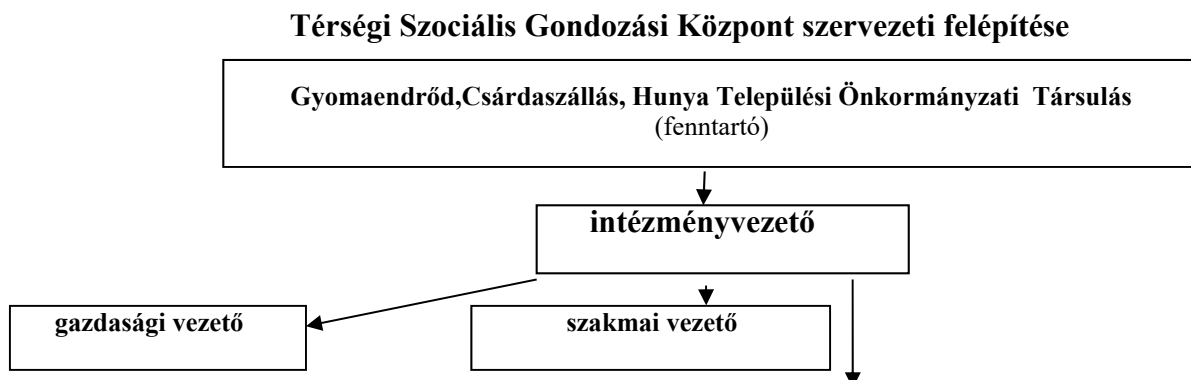 Térségi Szociális Gondozási Központ szervezeti felépítése
Gyomaendrőd,Csárdaszállás, Hunya Települési Önkormányzati Társulás
(fenntartó)
intézményvezető
gazdasági vezető
szakmai vezető